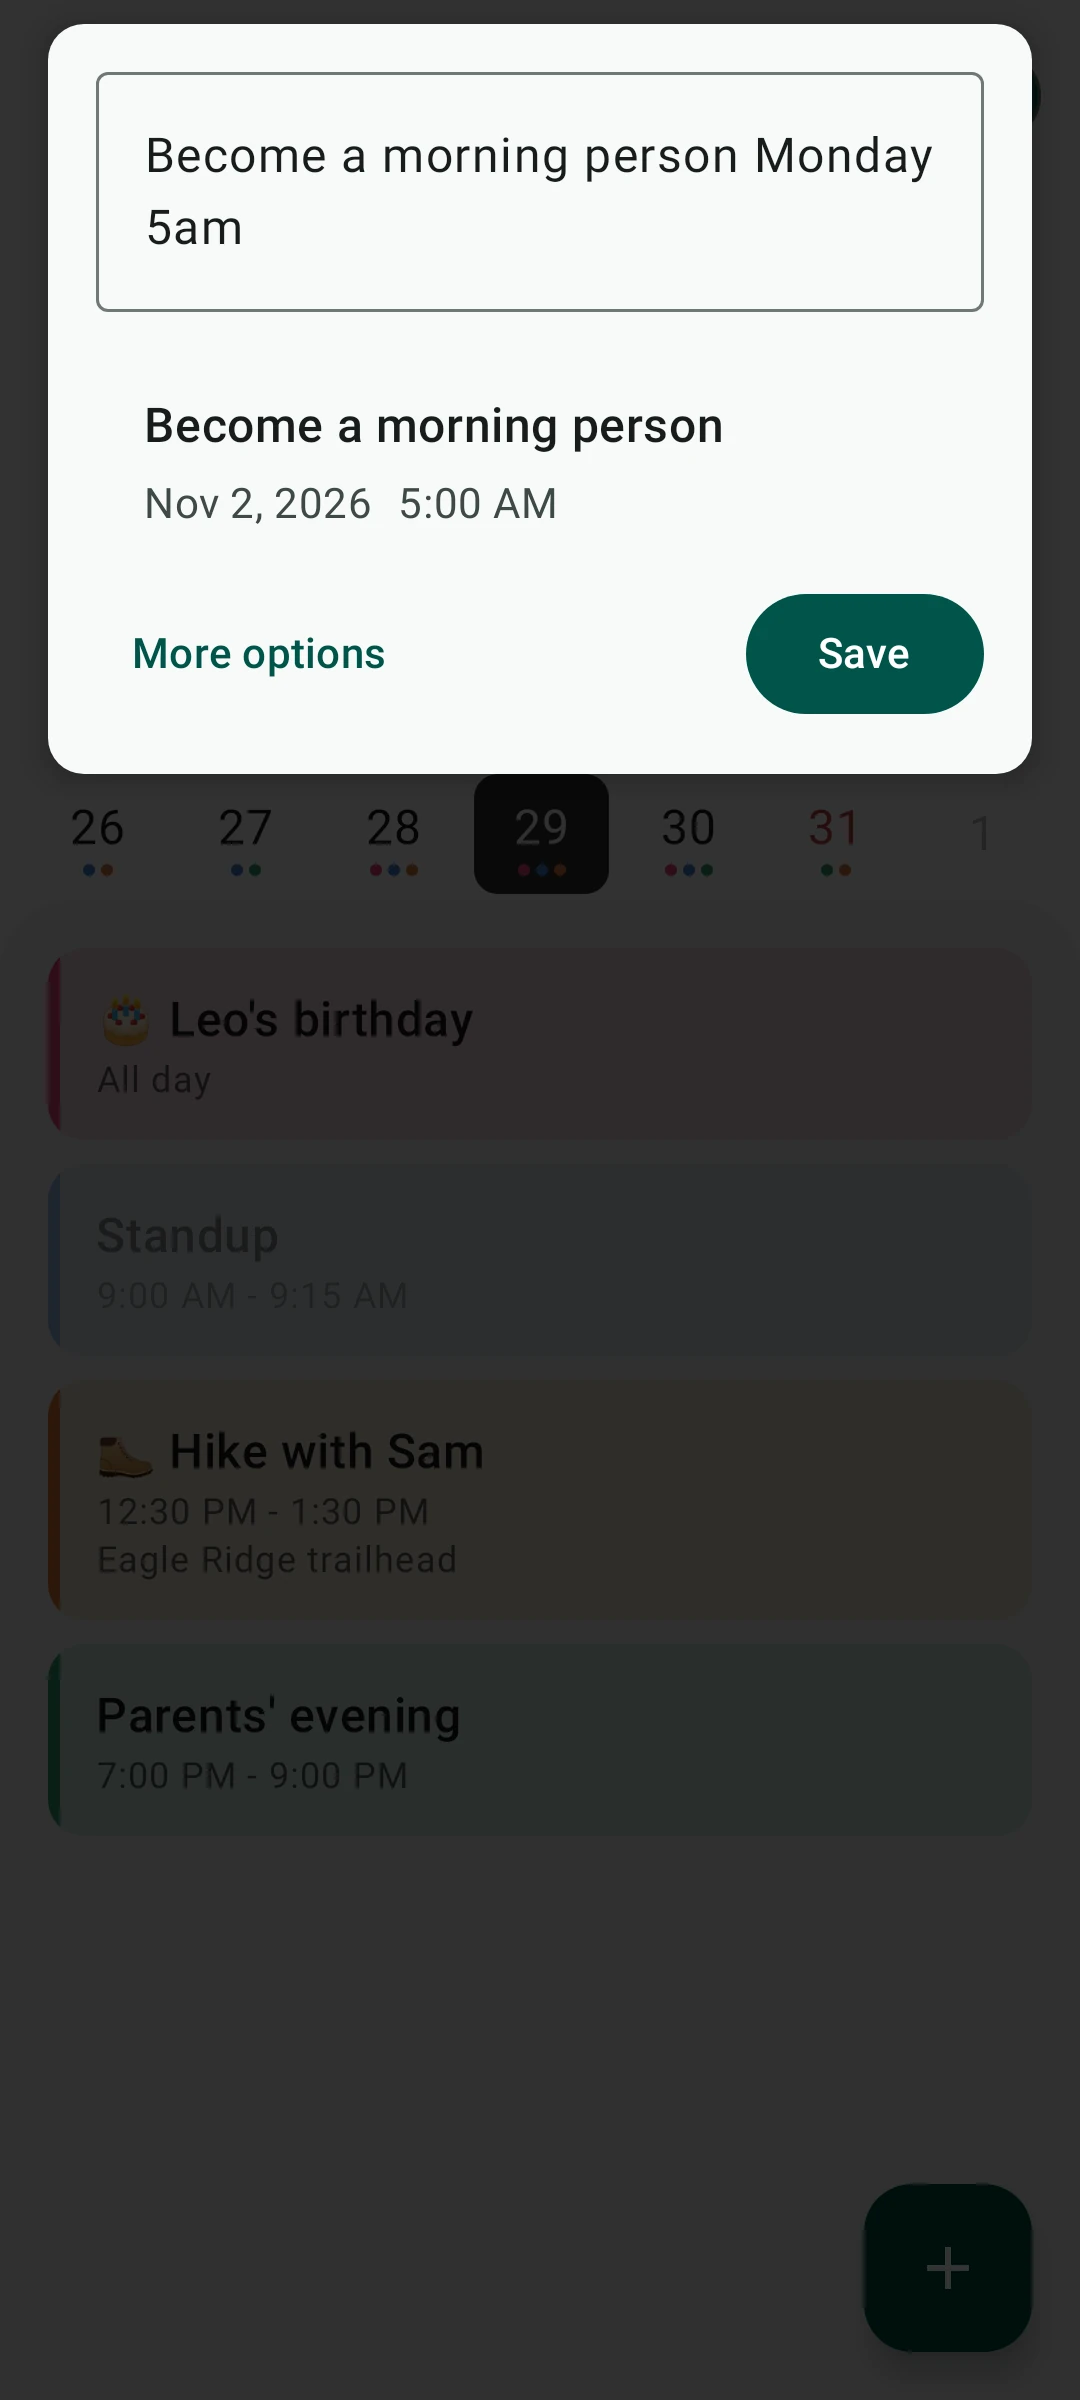 Become a morning person Monday
5am
Become a morning person
Nov 2, 2026 5:00 AM
More options
Save
26 27 28 29 30 31 1
🎂 Leo's birthday
All day
Standup
9:00 AM - 9:15 AM
🥾 Hike with Sam
12:30 PM - 1:30 PM
Eagle Ridge trailhead
Parents' evening
7:00 PM - 9:00 PM